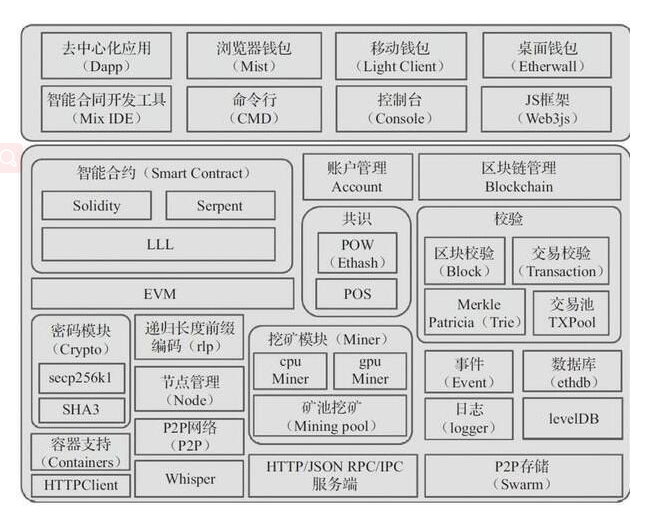 去中心化应用
（Dapp）
浏览器钱包
（Mist）
移动钱包
（Light Client）
桌面钱包
（Etherwall）
智能合同开发工具
（Mix IDE）
命令行
（CMD）
控制台
（Console）
JS框架
（Web3js）
智能合约（Smart Contract）
Solidity
Serpent
LLL
EVM
账户管理
Account
区块链管理
Blockchain
共识
POW
（Ethash）
POS
校验
区块校验
（Block）
交易校验
（Transaction）
Merkle
Patricia（Trie）
交易池
TXPool
密码模块
（Crypto）
secp256k1
SHA3
递归长度前缀
编码（rlp）
节点管理
（Node）
P2P网络
（P2P）
Whisper
挖矿模块（Miner）
cpu
Miner
gpu
Miner
矿池挖矿
（Mining pool）
事件
（Event）
数据库
（ethdb）
日志
（logger）
levelDB
容器支持
（Containers）
HTTPClient
HTTP/JSON RPC/IPC
服务端
P2P存储
（Swarm）